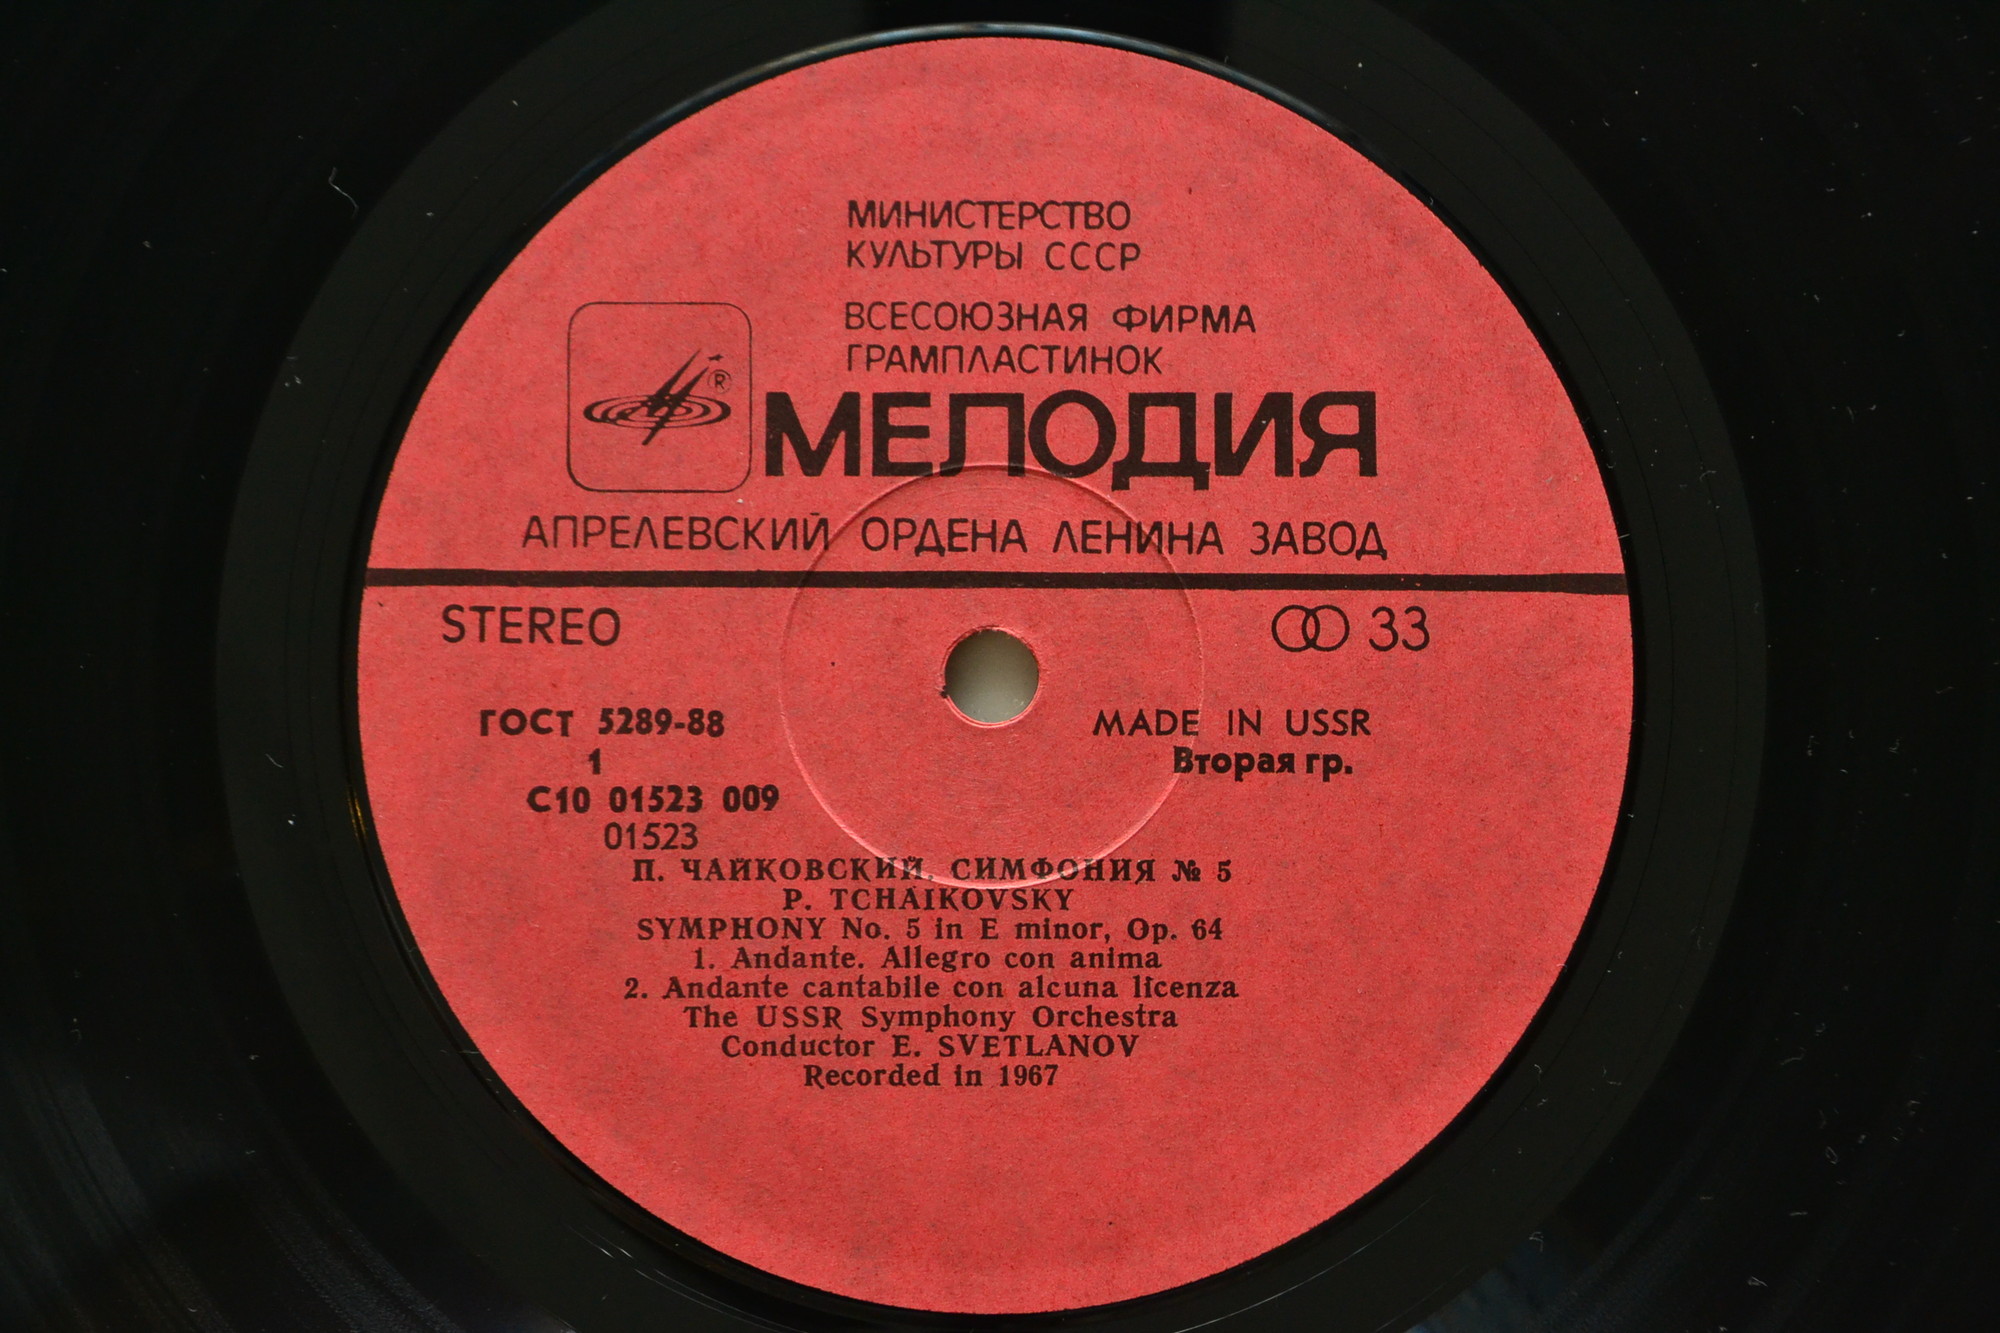 МИНИСТЕРСТВО
КУЛЬТУРЫ СССР
ВСЕСОЮЗНАЯ ФИРМА
ГРАМПЛАСТИНОК
®
МЕЛОДИЯ
АПРЕЛЕВСКИЙ ОРДЕНА ЛЕНИНА ЗАВОД
STEREO
33
ГОСТ 5289-88
MADE IN USSR
1
Вторая гр.
С10 01523 009
01523
П. ЧАЙКОВСКИЙ. СИМФОНИЯ № 5
P. TCHAIKOVSKY
SYMPHONY No. 5 in E minor, Op. 64
1. Andante. Allegro con anima
2. Andante cantabile con alcuna licenza
The USSR Symphony Orchestra
Conductor E. SVETLANOV
Recorded in 1967